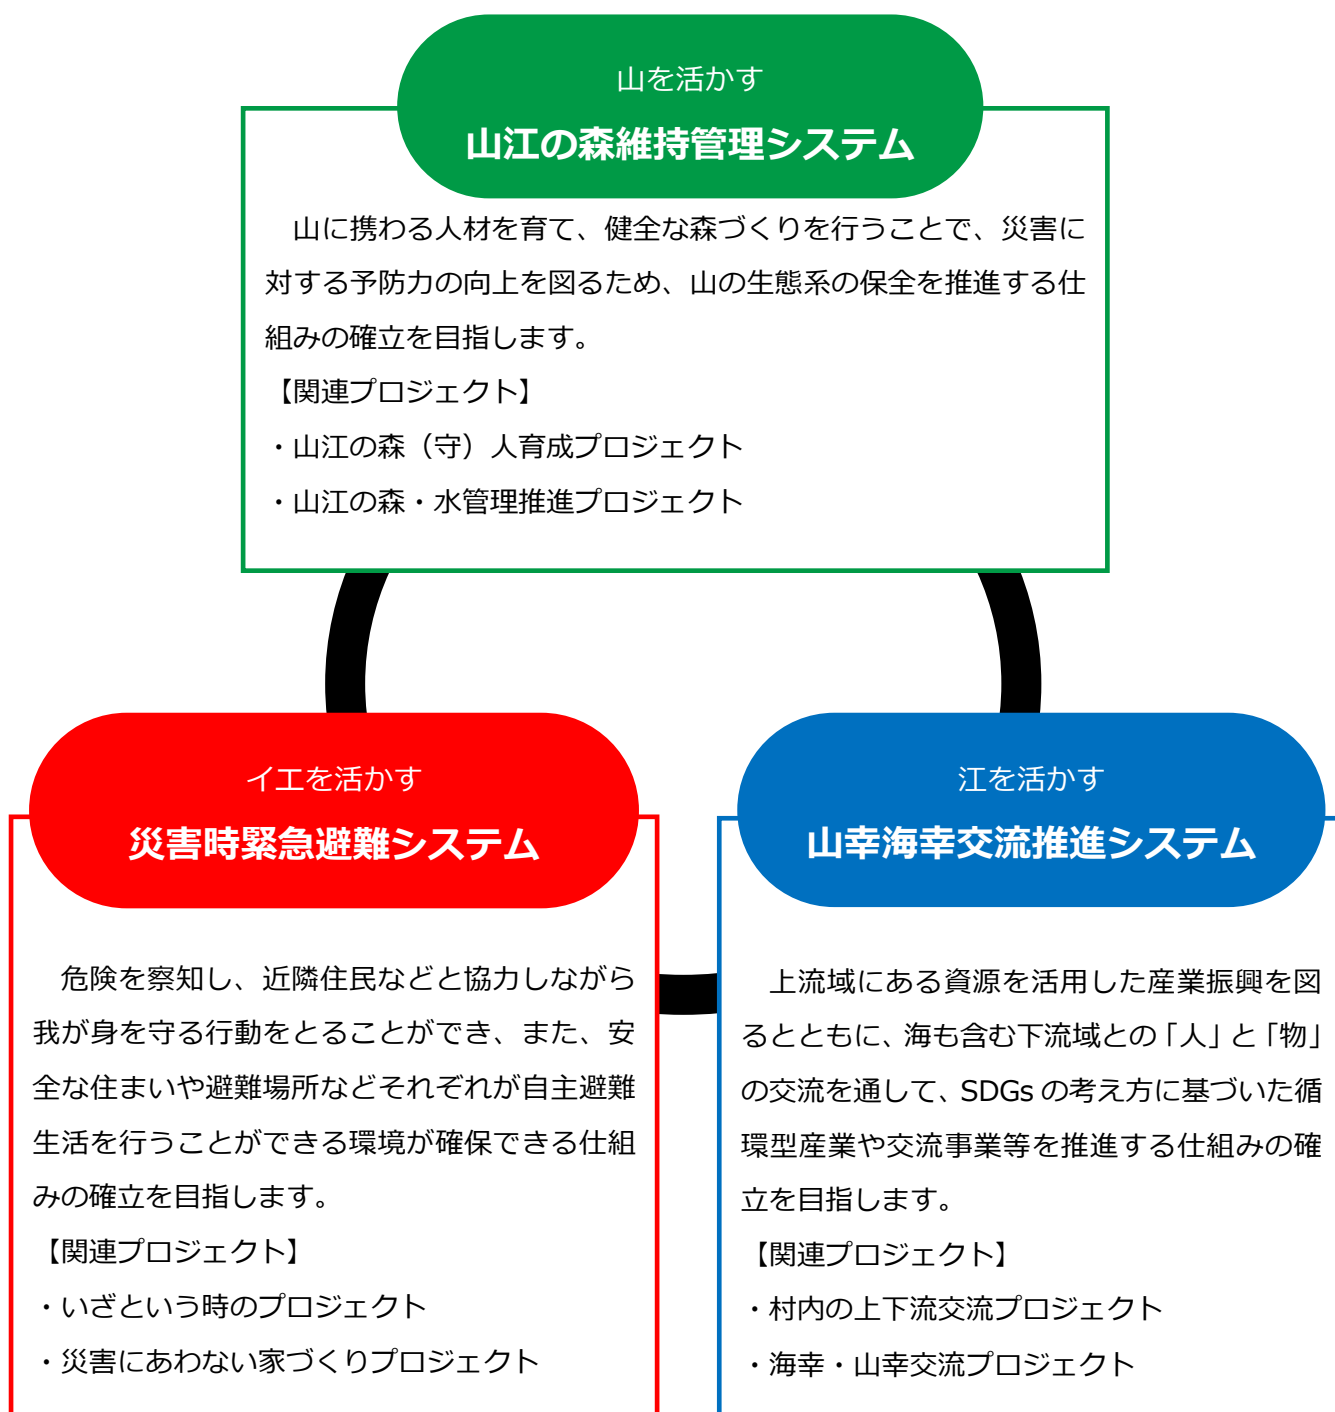 山を活かす
山江の森維持管理システム
山に携わる人材を育て、健全な森づくりを行うことで、災害に
対する予防力の向上を図るため、山の生態系の保全を推進する仕
組みの確立を目指します。
【関連プロジェクト】
・山江の森（守）人育成プロジェクト
・山江の森・水管理推進プロジェクト
イエを活かす
災害時緊急避難システム
危険を察知し、近隣住民などと協力しながら
我が身を守る行動をとることができ、また、安
全な住まいや避難場所などそれぞれが自主避難
生活を行うことができる環境が確保できる仕組
みの確立を目指します。
【関連プロジェクト】
・いざという時のプロジェクト
・災害にあわない家づくりプロジェクト
江を活かす
山幸海幸交流推進システム
上流域にある資源を活用した産業振興を図
るとともに、海も含む下流域との「人」と「物」
の交流を通して、SDGs の考え方に基づいた循
環型産業や交流事業等を推進する仕組みの確
立を目指します。
【関連プロジェクト】
・村内の上下流交流プロジェクト
・海幸・山幸交流プロジェクト